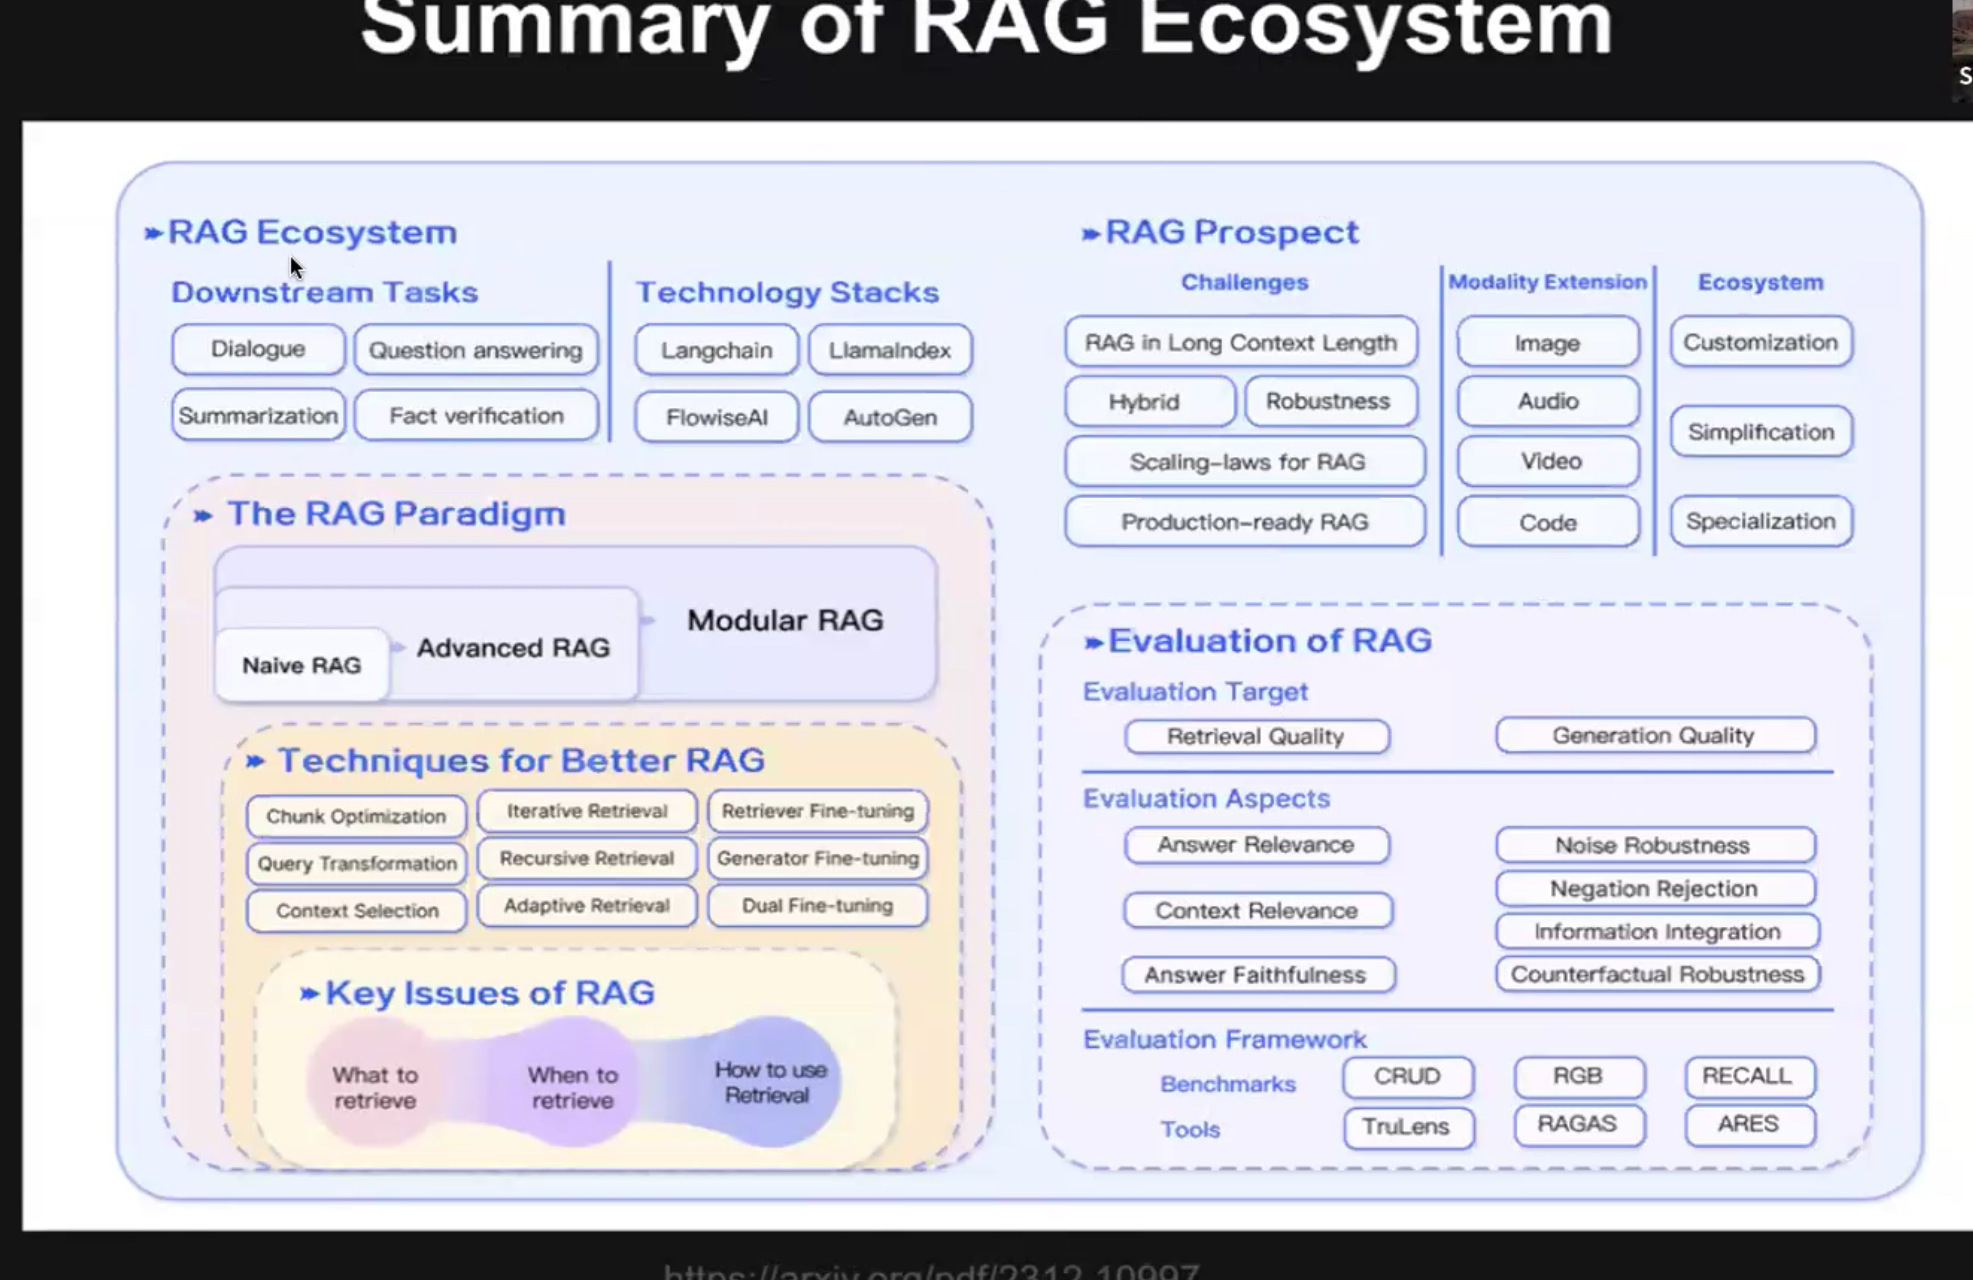 Summary of RAG Ecosystem
S
RAG Ecosystem
Downstream Tasks
Dialogue
Question answering
Summarization
Fact verification
Technology Stacks
Langchain
LlamaIndex
FlowiseAI
AutoGen
The RAG Paradigm
Naive RAG
Advanced RAG
Modular RAG
Techniques for Better RAG
Chunk Optimization
Iterative Retrieval
Retriever Fine-tuning
Query Transformation
Recursive Retrieval
Generator Fine-tuning
Context Selection
Adaptive Retrieval
Dual Fine-tuning
Key Issues of RAG
What to
retrieve
When to
retrieve
How to use
Retrieval
RAG Prospect
Challenges
RAG in Long Context Length
Hybrid
Robustness
Scaling-laws for RAG
Production-ready RAG
Modality Extension
Image
Audio
Video
Code
Ecosystem
Customization
Simplification
Specialization
Evaluation of RAG
Evaluation Target
Retrieval Quality
Generation Quality
Evaluation Aspects
Answer Relevance
Context Relevance
Answer Faithfulness
Noise Robustness
Negation Rejection
Information Integration
Counterfactual Robustness
Evaluation Framework
Benchmarks
CRUD
RGB
RECALL
Tools
TruLens
RAGAS
ARES
https://arxiv.org/pdf/2312.10997